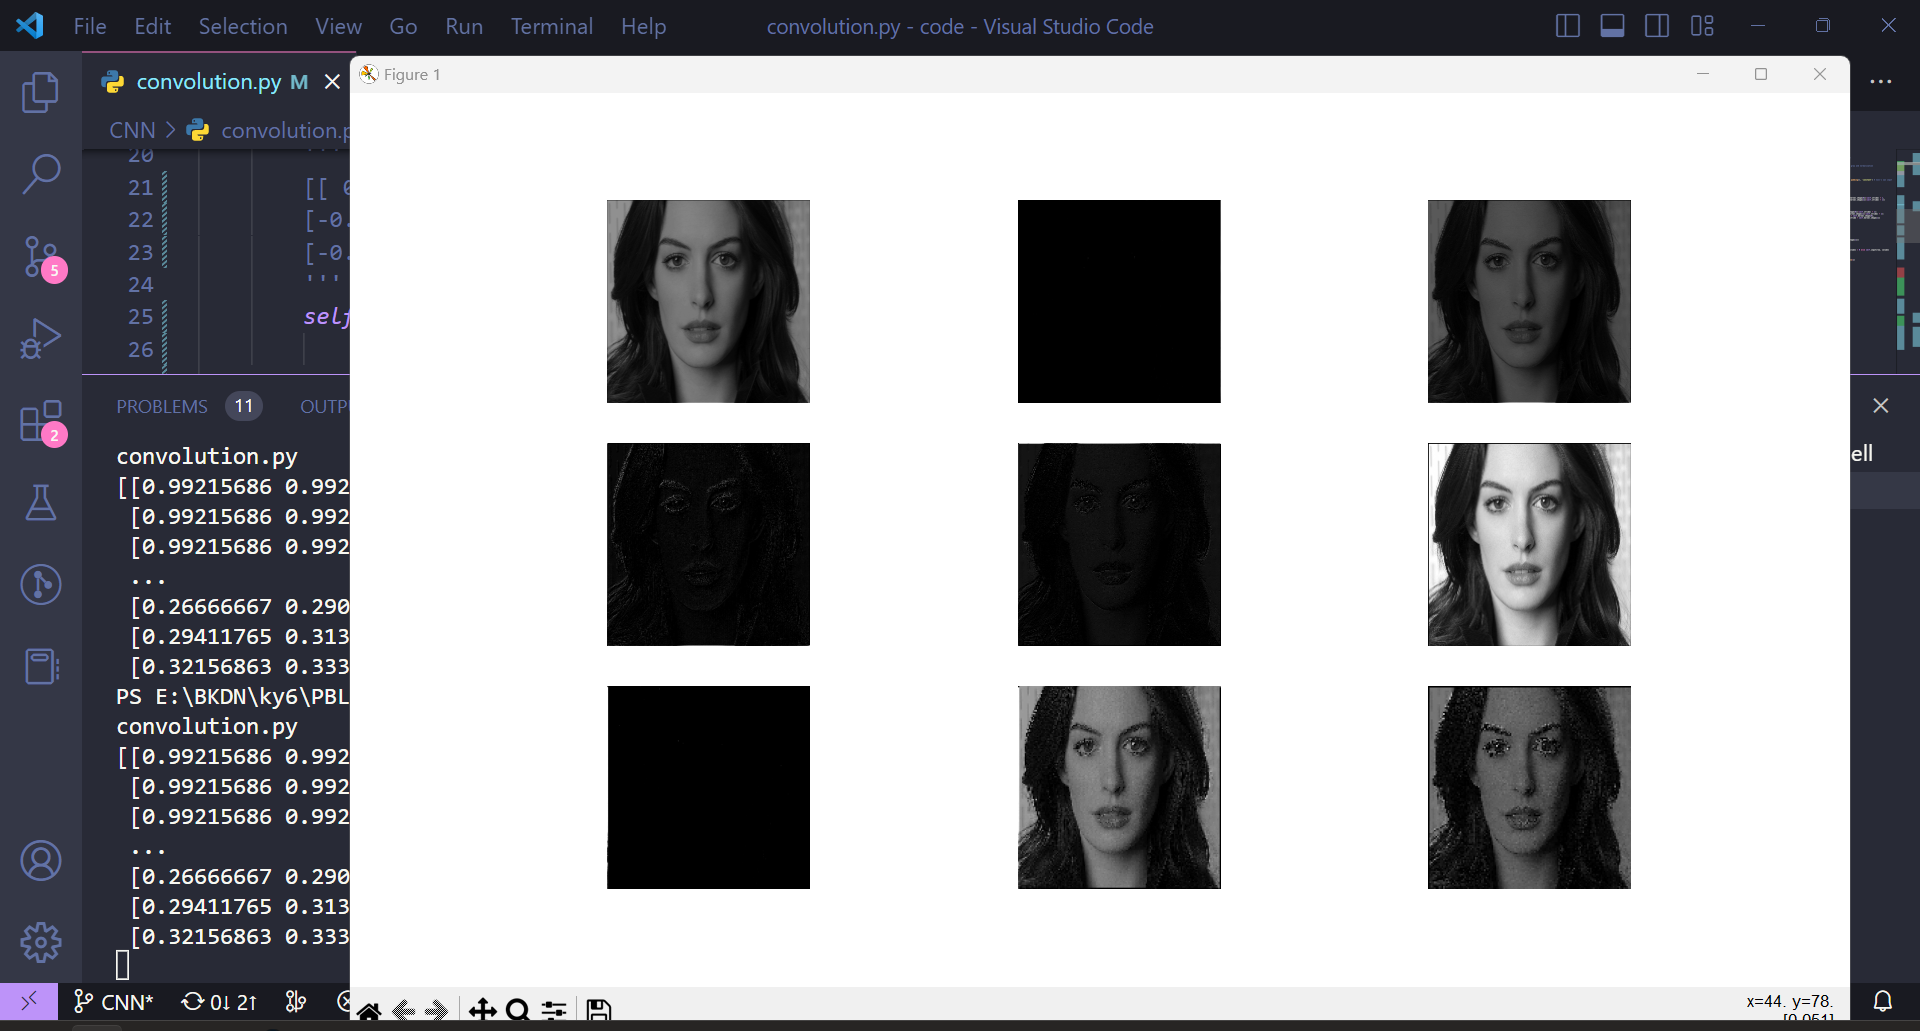 File Edit Selection View Go Run Terminal Help convolution.py - code - Visual Studio Code
convolution.py M
Figure 1
CNN > convolution.p
20
21 [[ 0
22 [-0.
23 [-0.
24 '''
25 self
26
5
2
PROBLEMS 11 OUTPU
ell
convolution.py
[[0.99215686 0.992
[0.99215686 0.992
[0.99215686 0.992
...
[0.26666667 0.290
[0.29411765 0.313
[0.32156863 0.333
PS E:\BKDN\ky6\PBL
convolution.py
[[0.99215686 0.992
[0.99215686 0.992
[0.99215686 0.992
...
[0.26666667 0.290
[0.29411765 0.313
[0.32156863 0.333
CNN* 0↓ 2↑
x=44. y=78.
[0.051]